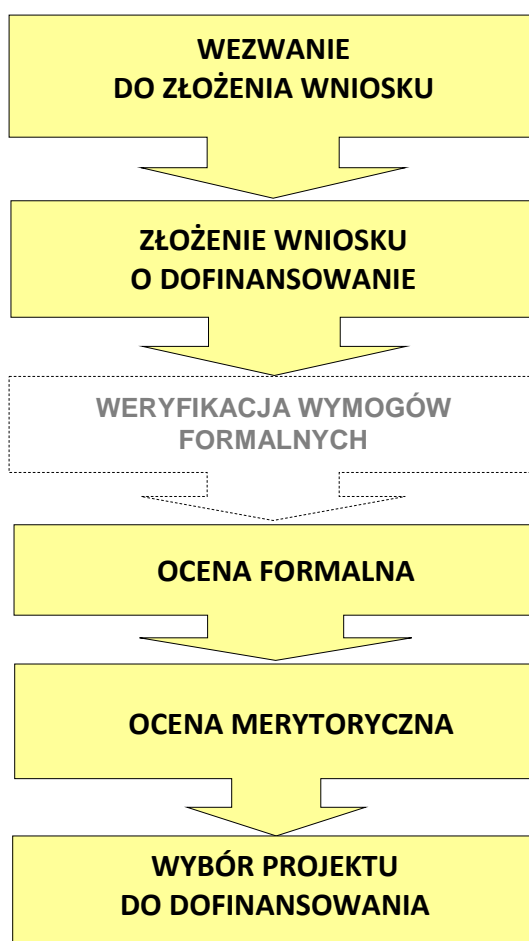 WEZWANIE
DO ZŁOŻENIA WNIOSKU
ZŁOŻENIE WNIOSKU
O DOFINANSOWANIE
WERYFIKACJA WYMOGÓW
FORMALNYCH
OCENA FORMALNA
OCENA MERYTORYCZNA
WYBÓR PROJEKTU
DO DOFINANSOWANIA